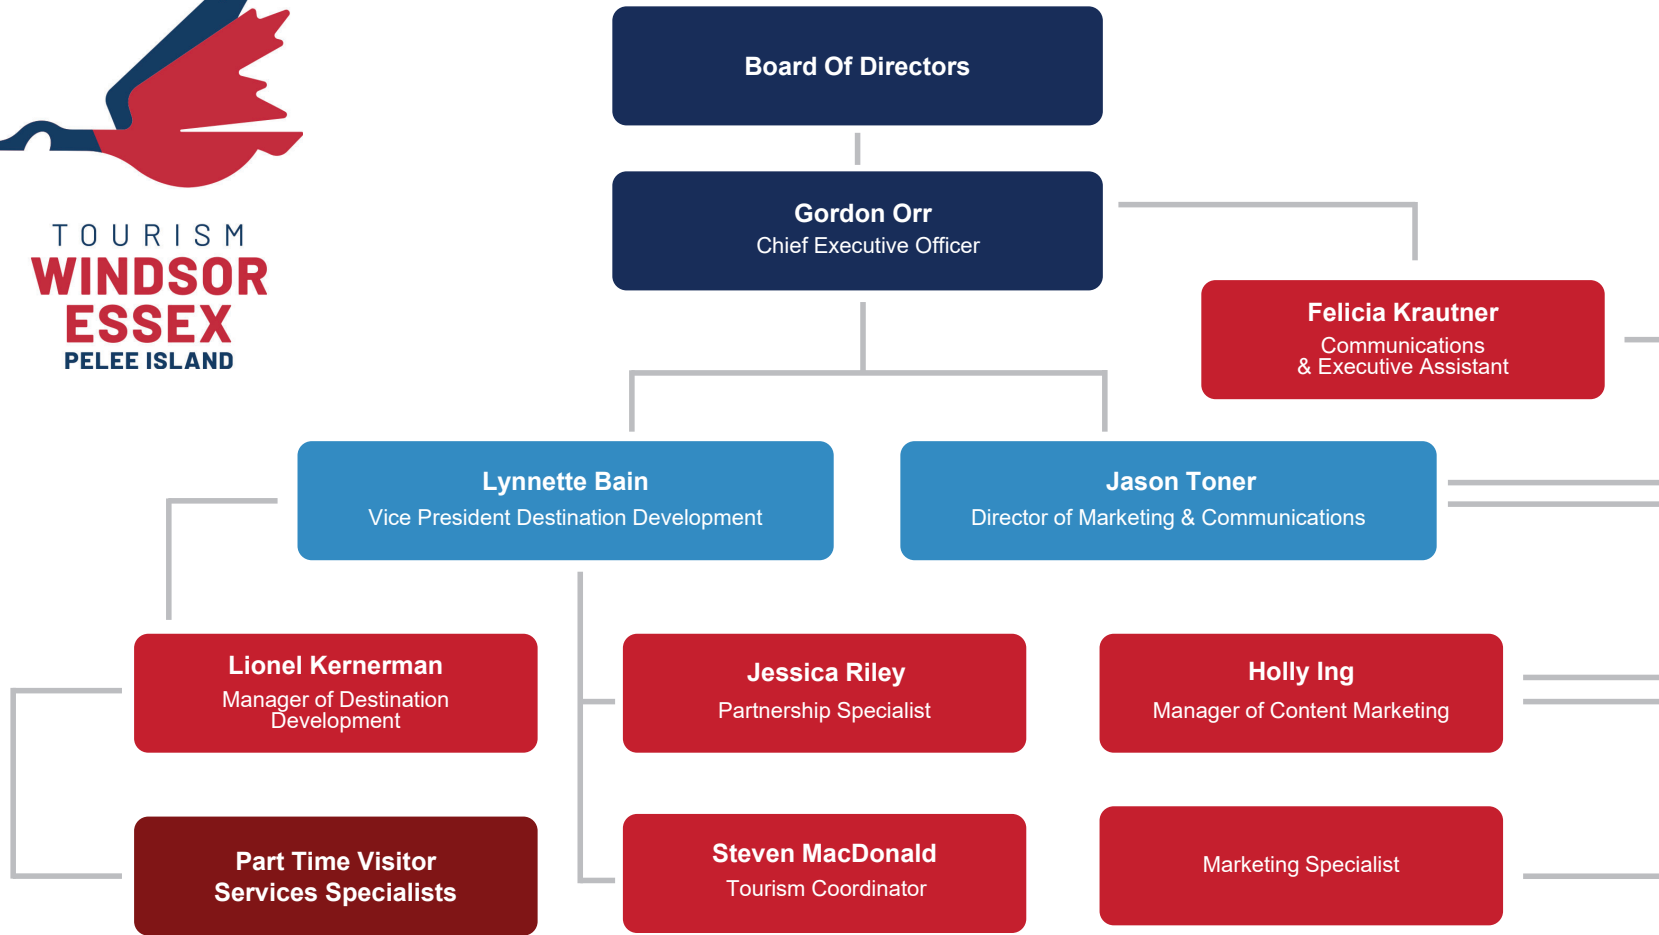 Board Of Directors
Gordon Orr
Chief Executive Officer
TOURISM
WINDSOR
ESSEX
PELEE ISLAND
Felicia Krautner
Communications
& Executive Assistant
Lynnette Bain
Vice President Destination Development
Jason Toner
Director of Marketing & Communications
Lionel Kernerman
Manager of Destination
Development
Jessica Riley
Partnership Specialist
Holly Ing
Manager of Content Marketing
Part Time Visitor
Services Specialists
Steven MacDonald
Tourism Coordinator
Marketing Specialist